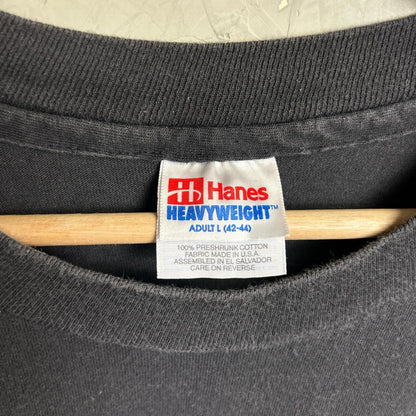 Hanes
HEAVYWEIGHT™
ADULT L (42-44)
100% PRESHRUNK COTTON
FABRIC MADE IN U.S.A.
ASSEMBLED IN EL SALVADOR
CARE ON REVERSE